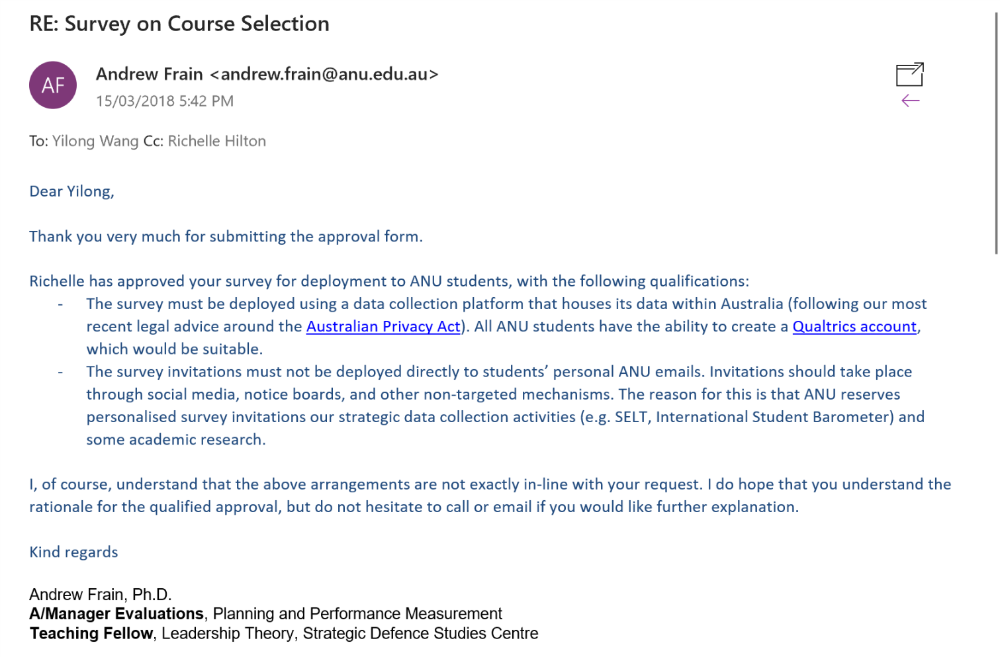 RE: Survey on Course Selection
AF
Andrew Frain <andrew.frain@anu.edu.au>
15/03/2018 5:42 PM
To: Yilong Wang Cc: Richelle Hilton
Dear Yilong,
Thank you very much for submitting the approval form.
Richelle has approved your survey for deployment to ANU students, with the following qualifications:
- The survey must be deployed using a data collection platform that houses its data within Australia (following our most
recent legal advice around the Australian Privacy Act). All ANU students have the ability to create a Qualtrics account,
which would be suitable.
- The survey invitations must not be deployed directly to students’ personal ANU emails. Invitations should take place
through social media, notice boards, and other non-targeted mechanisms. The reason for this is that ANU reserves
personalised survey invitations our strategic data collection activities (e.g. SELT, International Student Barometer) and
some academic research.
I, of course, understand that the above arrangements are not exactly in-line with your request. I do hope that you understand the
rationale for the qualified approval, but do not hesitate to call or email if you would like further explanation.
Kind regards
Andrew Frain, Ph.D.
A/Manager Evaluations, Planning and Performance Measurement
Teaching Fellow, Leadership Theory, Strategic Defence Studies Centre